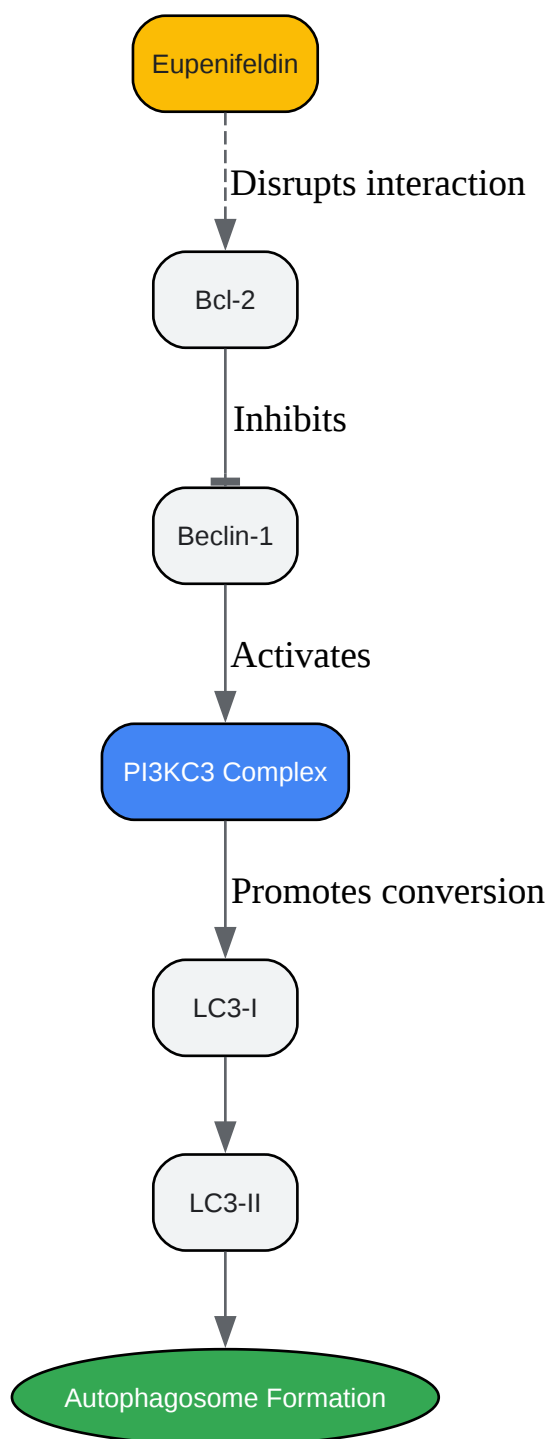 Eupenifeldin
Disrupts interaction
Bcl-2
Inhibits
Beclin-1
Activates
PI3KC3 Complex
Promotes conversion
LC3-I
LC3-II
Autophagosome Formation